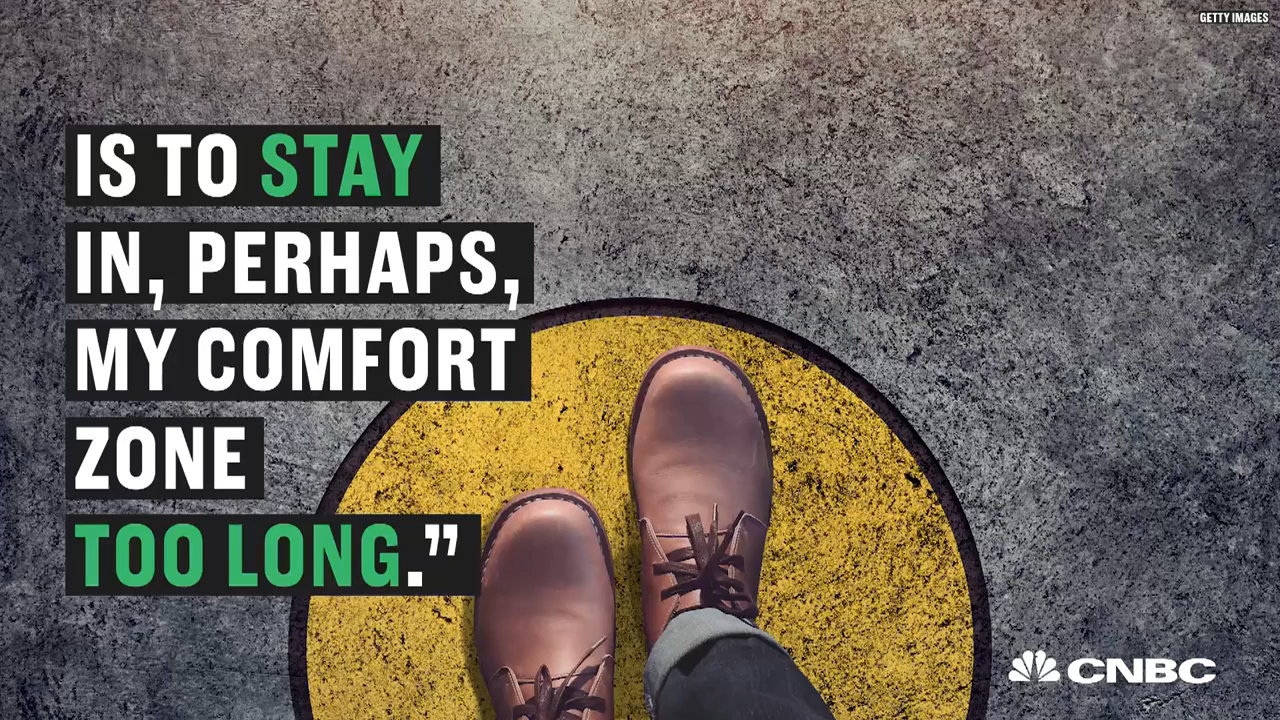 GETTY IMAGES
IS TO STAY
IN, PERHAPS,
MY COMFORT
ZONE
TOO LONG.”
CNBC